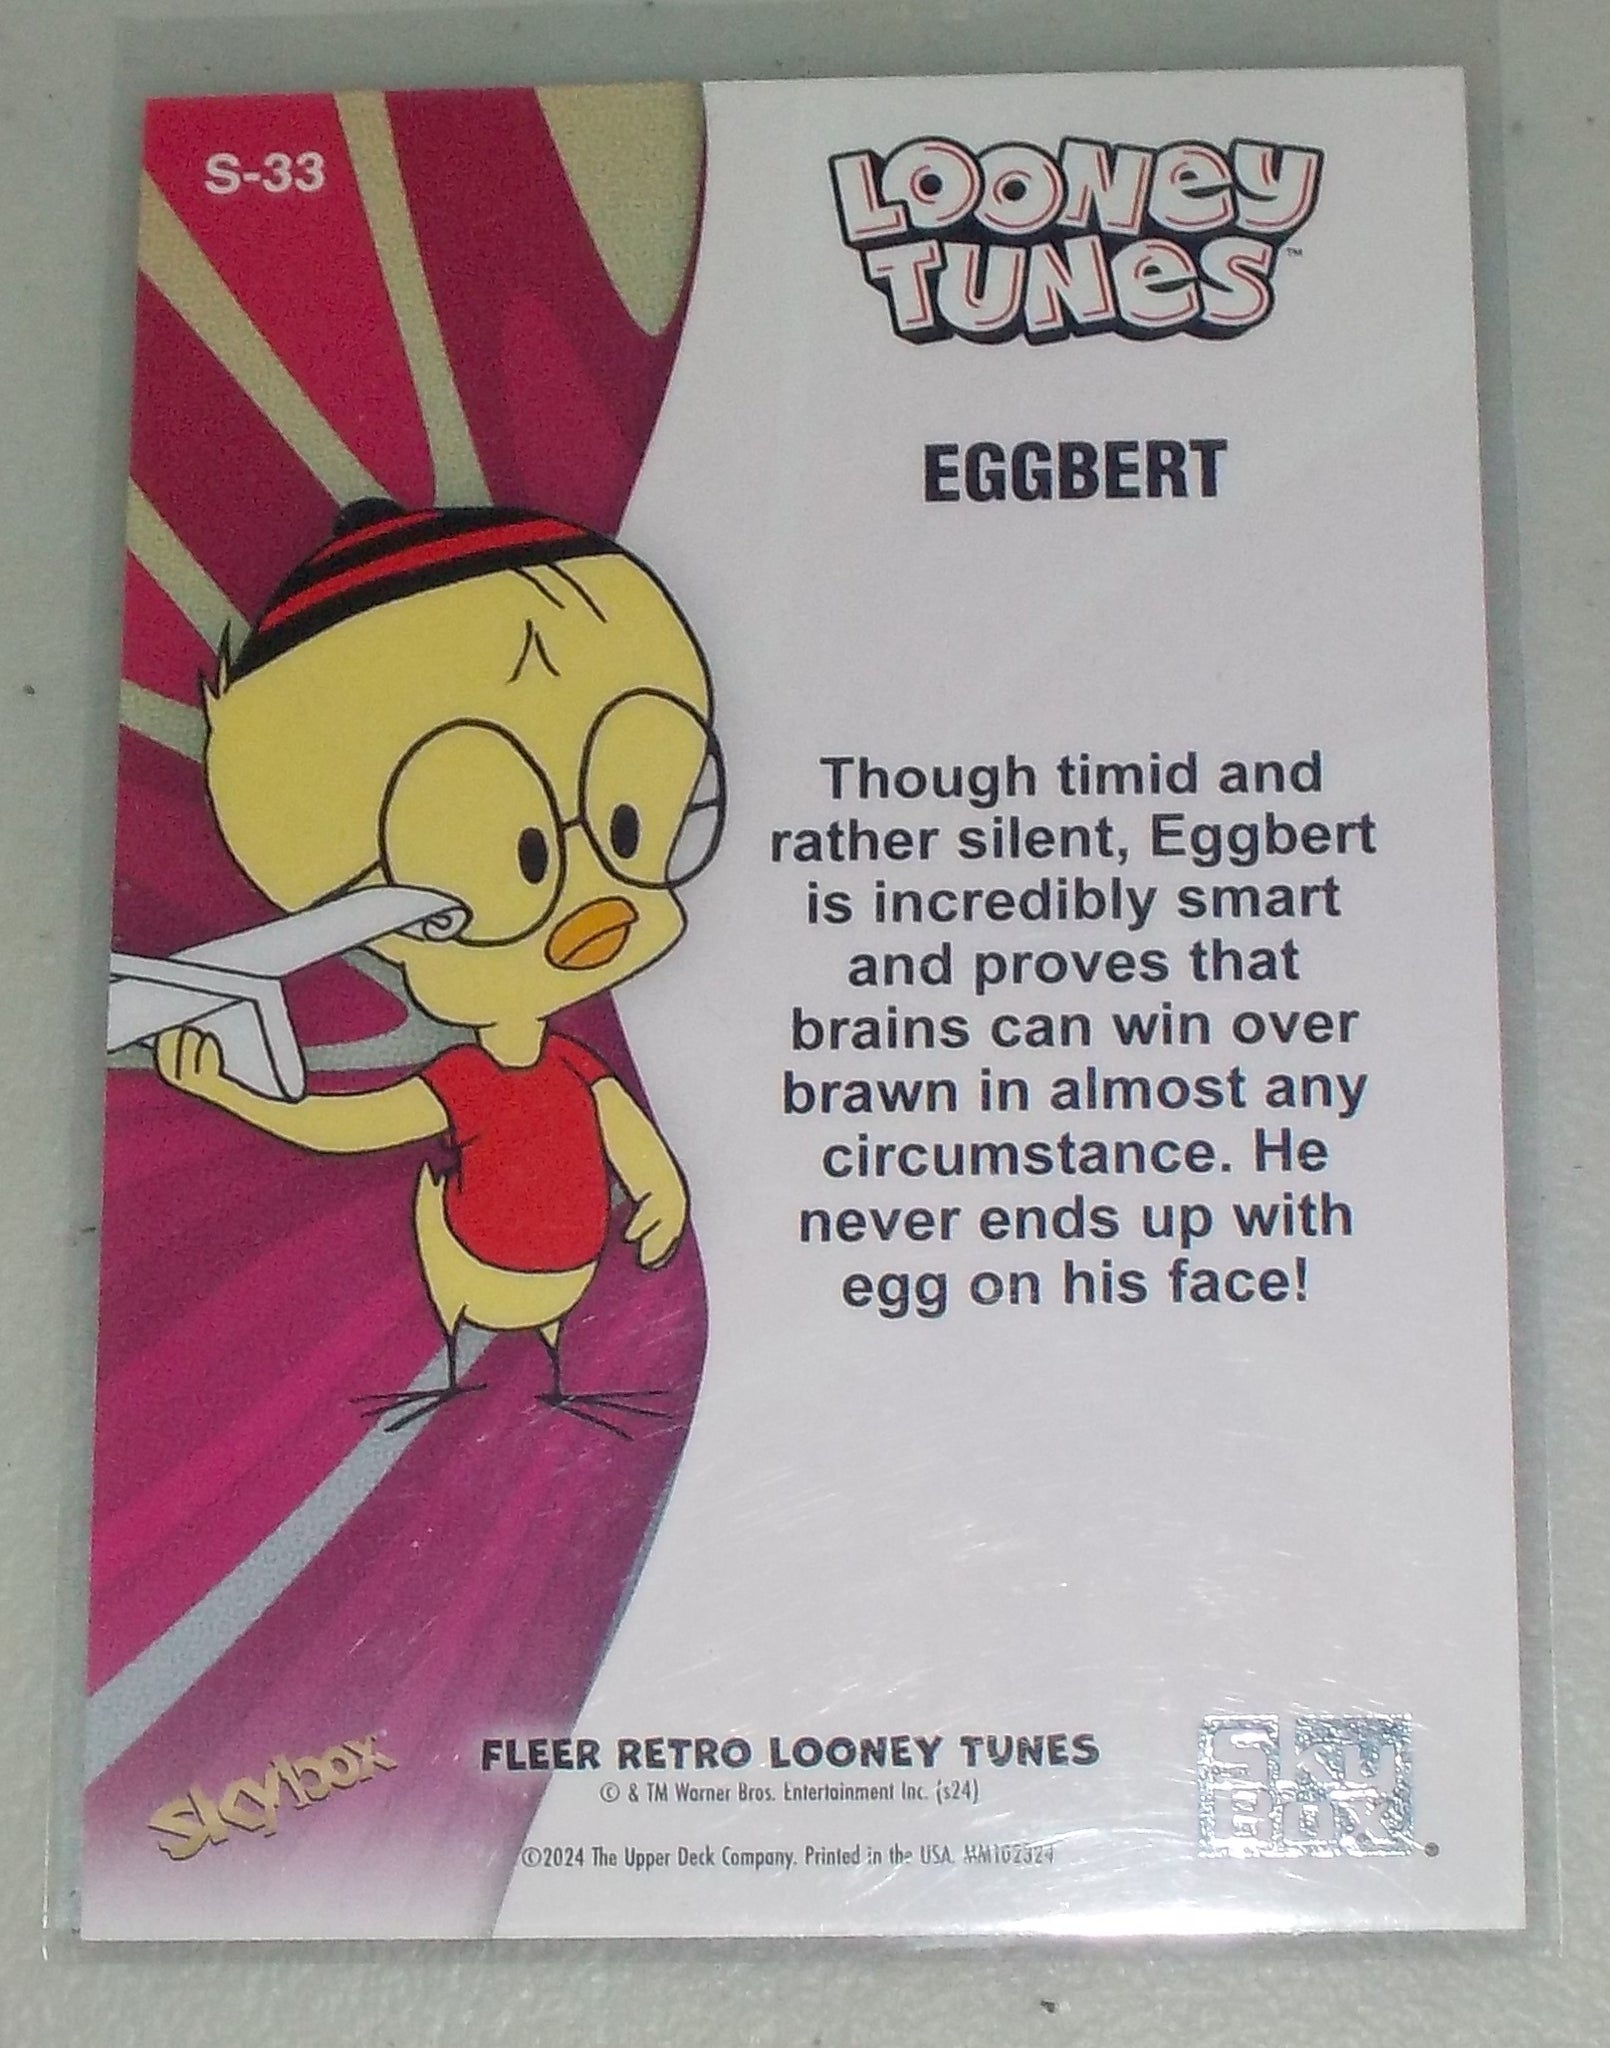 S-33
LOONEY
TUNES™
EGGBERT
Though timid and
rather silent, Eggbert
is incredibly smart
and proves that
brains can win over
brawn in almost any
circumstance. He
never ends up with
egg on his face!
Skybox
FLEER RETRO LOONEY TUNES
© & TM Warner Bros. Entertainment Inc. (s24)
©2024 The Upper Deck Company. Printed in the USA. MM102324
SKY
BOX